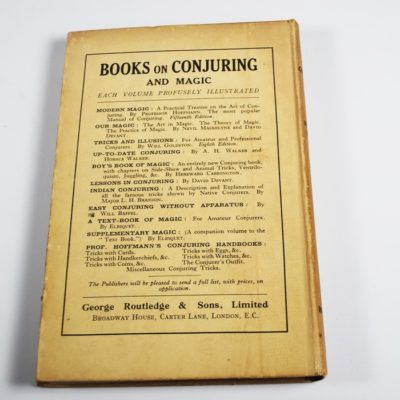 BOOKS ON CONJURING
AND MAGIC
EACH VOLUME PROFUSELY ILLUSTRATED
MODERN MAGIC: A Practical Treatise on the Art of Con-
juring. By PROFESSOR HOFFMANN. The most popular
Manual of Conjuring. Fifteenth Edition.
OUR MAGIC: The Art in Magic. The Theory of Magic.
The Practice of Magic. By NEVIL MASKELYNE and DAVID
DEVANT.
TRICKS AND ILLUSIONS: For Amateur and Professional
Conjurers. By WILL GOLDSTON. Eighth Edition.
UP-TO-DATE CONJURING: By A. H. WALKER and
HORACE WALKER.
BOY'S BOOK OF MAGIC: An entirely new Conjuring book,
with chapters on Side-Show and Animal Tricks, Ventrilo-
quism, Juggling, &c. By HEREWARD CARRINGTON.
LESSONS IN CONJURING: By DAVID DEVANT.
INDIAN CONJURING: A Description and Explanation of
all the famous tricks shown by Native Conjurers. By
MAJOR L. H. BRANSON.
EASY CONJURING WITHOUT APPARATUS: By
WILL BAFFEL.
A TEXT-BOOK OF MAGIC: For Amateur Conjurers.
By ELBIQUET.
SUPPLEMENTARY MAGIC: (A companion volume to the
"Text Book.") By ELBIQUET.
PROF. HOFFMANN'S CONJURING HANDBOOKS:
Tricks with Cards. Tricks with Eggs, &c.
Tricks with Handkerchiefs, &c. Tricks with Watches, &c.
Tricks with Coins, &c. The Conjurer's Outfit.
Miscellaneous Conjuring Tricks.
The Publishers will be pleased to send a full list, with prices, on
application.
George Routledge & Sons, Limited
BROADWAY HOUSE, CARTER LANE, LONDON, E.C.